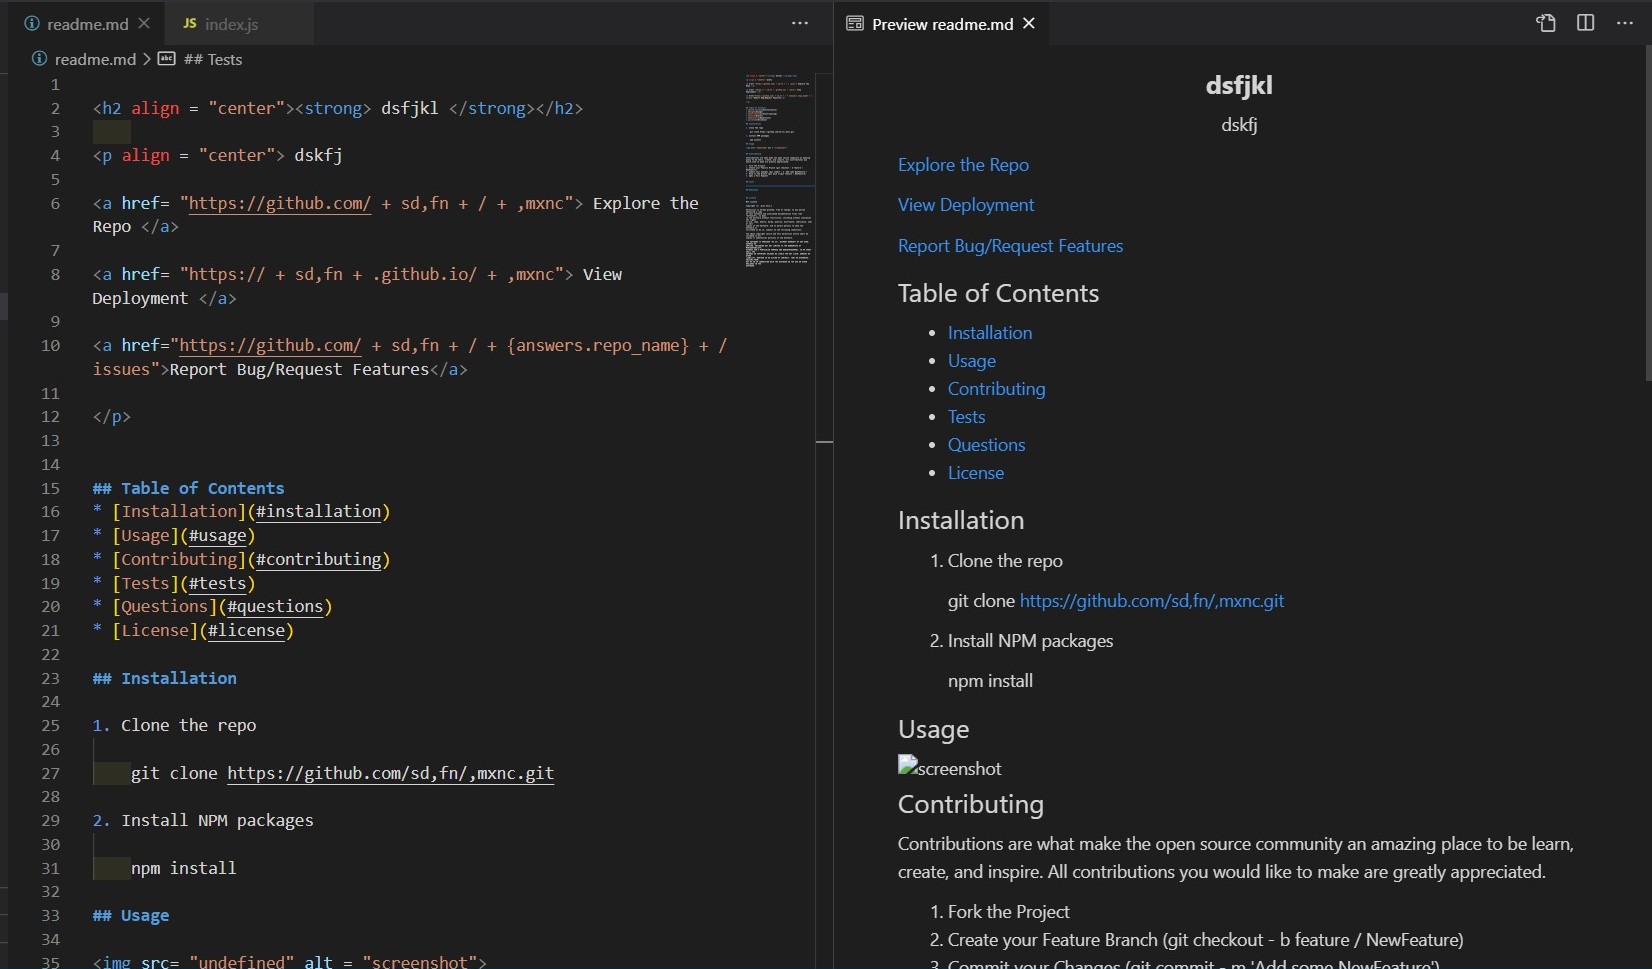 readme.md
JS index.js
readme.md > abc ## Tests
1
2 <h2 align = "center"><strong> dsfjkl </strong></h2>
3
4 <p align = "center"> dskfj
5
6 <a href= "https://github.com/ + sd,fn + / + ,mxnc"> Explore the
Repo </a>
7
8 <a href= "https:// + sd,fn + .github.io/ + ,mxnc"> View
Deployment </a>
9
10 <a href="https://github.com/ + sd,fn + / + {answers.repo_name} + /
issues">Report Bug/Request Features</a>
11
12 </p>
13
14
15 ## Table of Contents
16 * [Installation](#installation)
17 * [Usage](#usage)
18 * [Contributing](#contributing)
19 * [Tests](#tests)
20 * [Questions](#questions)
21 * [License](#license)
22
23 ## Installation
24
25 1. Clone the repo
26
27 git clone https://github.com/sd,fn/,mxnc.git
28
29 2. Install NPM packages
30
31 npm install
32
33 ## Usage
34
35 <img src= "undefined" alt = "screenshot">
Preview readme.md
dsfjkl
dskfj
Explore the Repo
View Deployment
Report Bug/Request Features
Table of Contents
• Installation
• Usage
• Contributing
• Tests
• Questions
• License
Installation
1. Clone the repo
git clone https://github.com/sd,fn/,mxnc.git
2. Install NPM packages
npm install
Usage
screenshot
Contributing
Contributions are what make the open source community an amazing place to be learn,
create, and inspire. All contributions you would like to make are greatly appreciated.
1. Fork the Project
2. Create your Feature Branch (git checkout - b feature / NewFeature)
3. Commit your Changes (git commit - m 'Add some NewFeature')